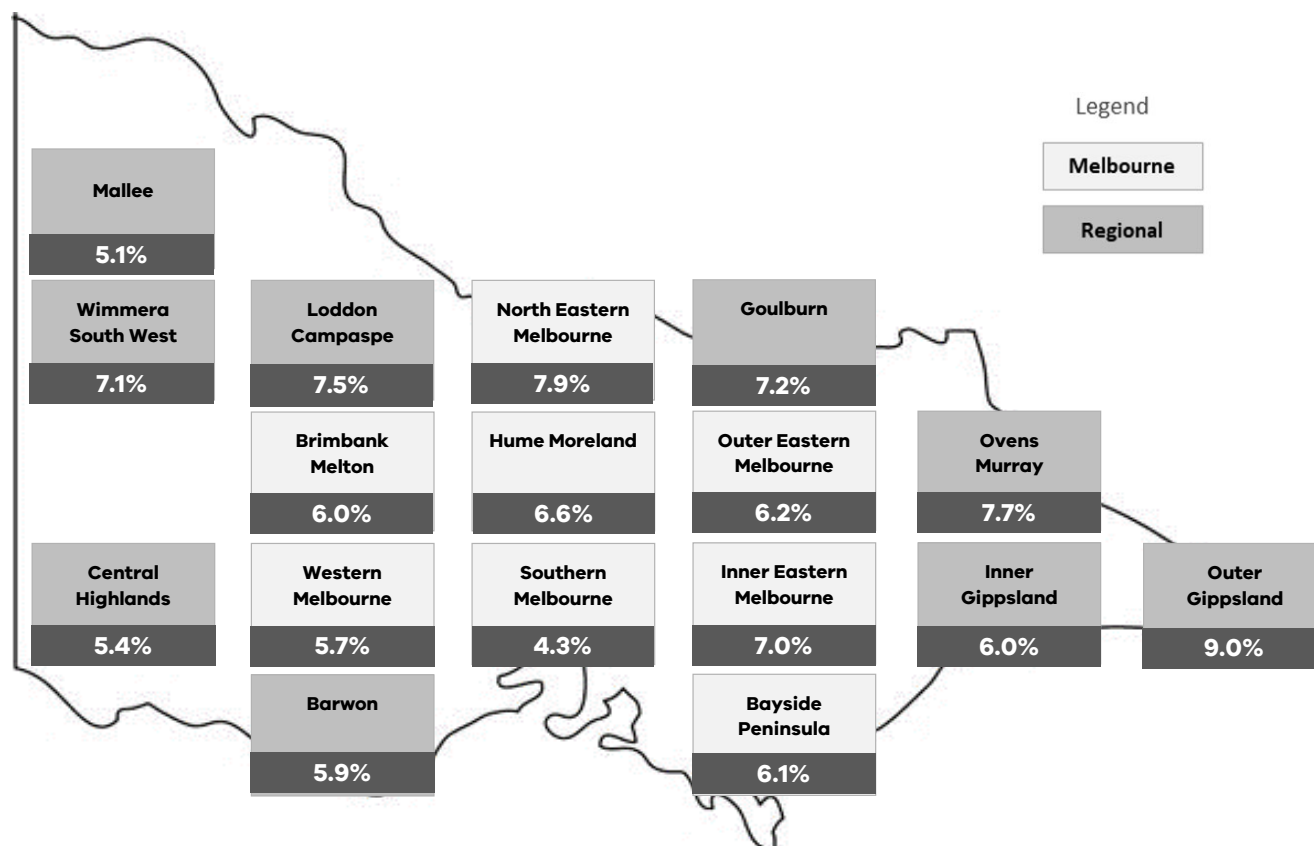 Legend
Melbourne
Regional
Mallee
5.1%
Wimmera
South West
7.1%
Loddon
Campaspe
7.5%
North Eastern
Melbourne
7.9%
Goulburn
7.2%
Brimbank
Melton
6.0%
Hume Moreland
6.6%
Outer Eastern
Melbourne
6.2%
Ovens
Murray
7.7%
Central
Highlands
5.4%
Western
Melbourne
5.7%
Southern
Melbourne
4.3%
Inner Eastern
Melbourne
7.0%
Inner
Gippsland
6.0%
Outer
Gippsland
9.0%
Barwon
5.9%
Bayside
Peninsula
6.1%